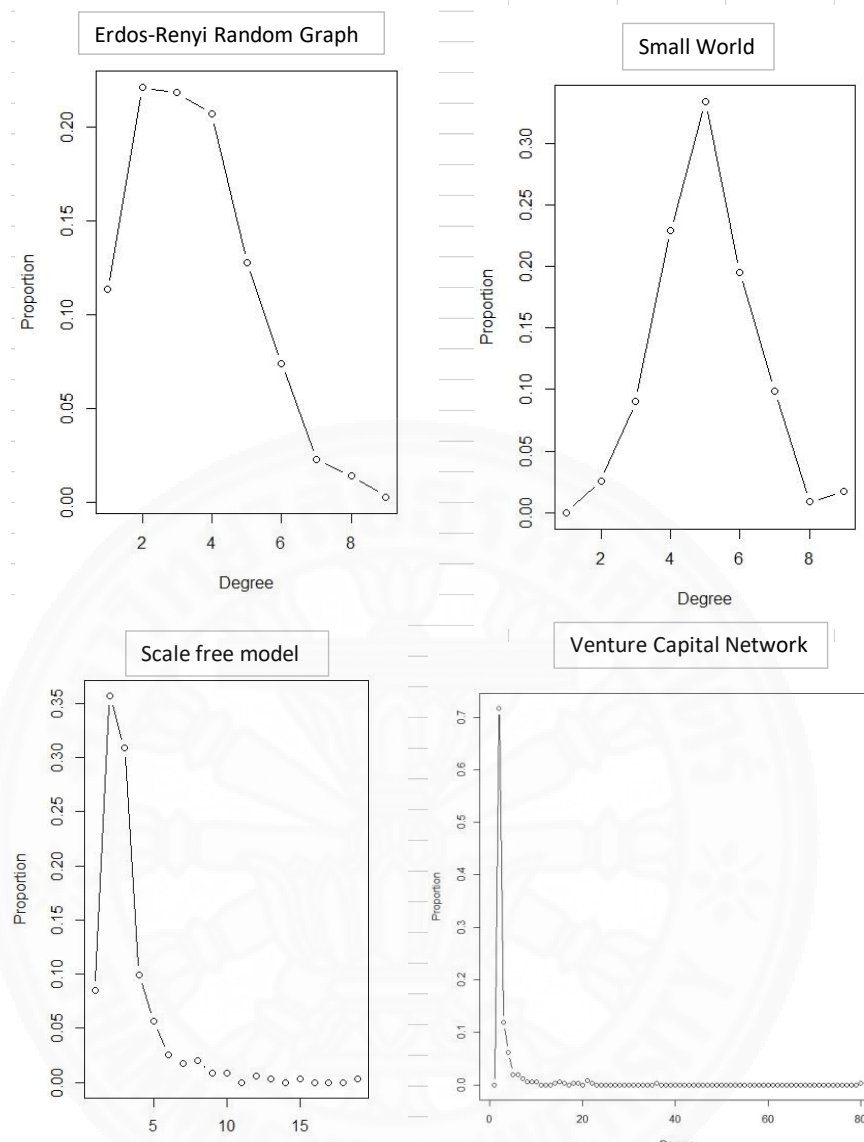 Erdos-Renyi Random Graph
0.20
0.15
0.10
0.05
0.00
Proportion
2 4 6 8
Degree
Small World
0.30
0.25
0.20
0.15
0.10
0.05
0.00
Proportion
2 4 6 8
Degree
Scale free model
0.35
0.30
0.25
0.20
0.15
0.10
0.05
0.00
Proportion
5 10 15
Venture Capital Network
0.7
0.6
0.5
0.4
0.3
0.2
0.1
0.0
Proportion
0 20 40 60 80